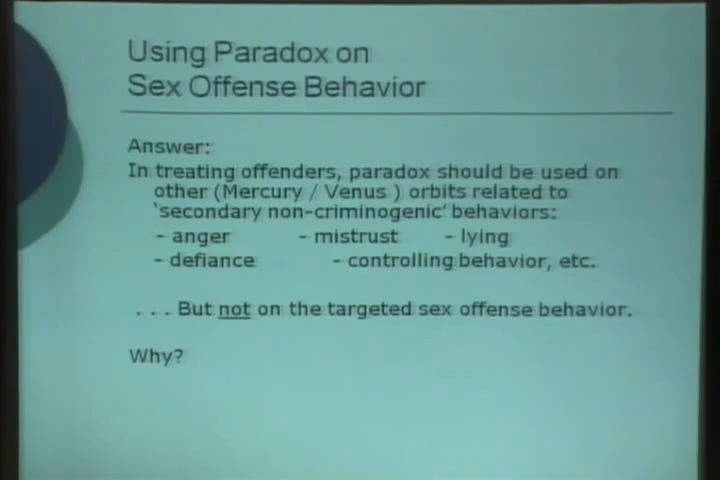 Using Paradox on
Sex Offense Behavior
Answer:
In treating offenders, paradox should be used on
other (Mercury / Venus ) orbits related to
‘secondary non-criminogenic’ behaviors:
- anger - mistrust - lying
- defiance - controlling behavior, etc.
. . . But not on the targeted sex offense behavior.
Why?